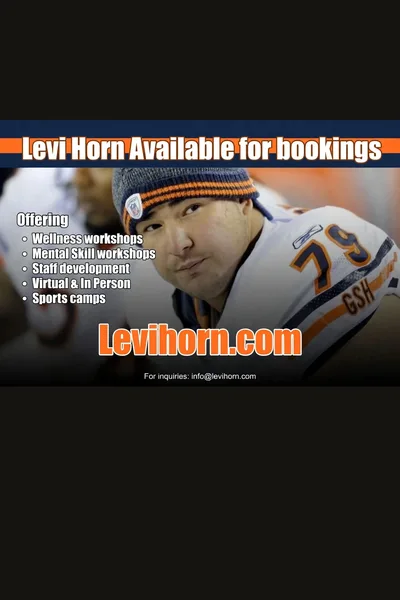 Levi Horn Available for bookings
Offering
• Wellness workshops
• Mental Skill workshops
• Staff development
• Virtual & In Person
• Sports camps
79
GSH
Levihorn.com
For inquiries: info@levihorn.com